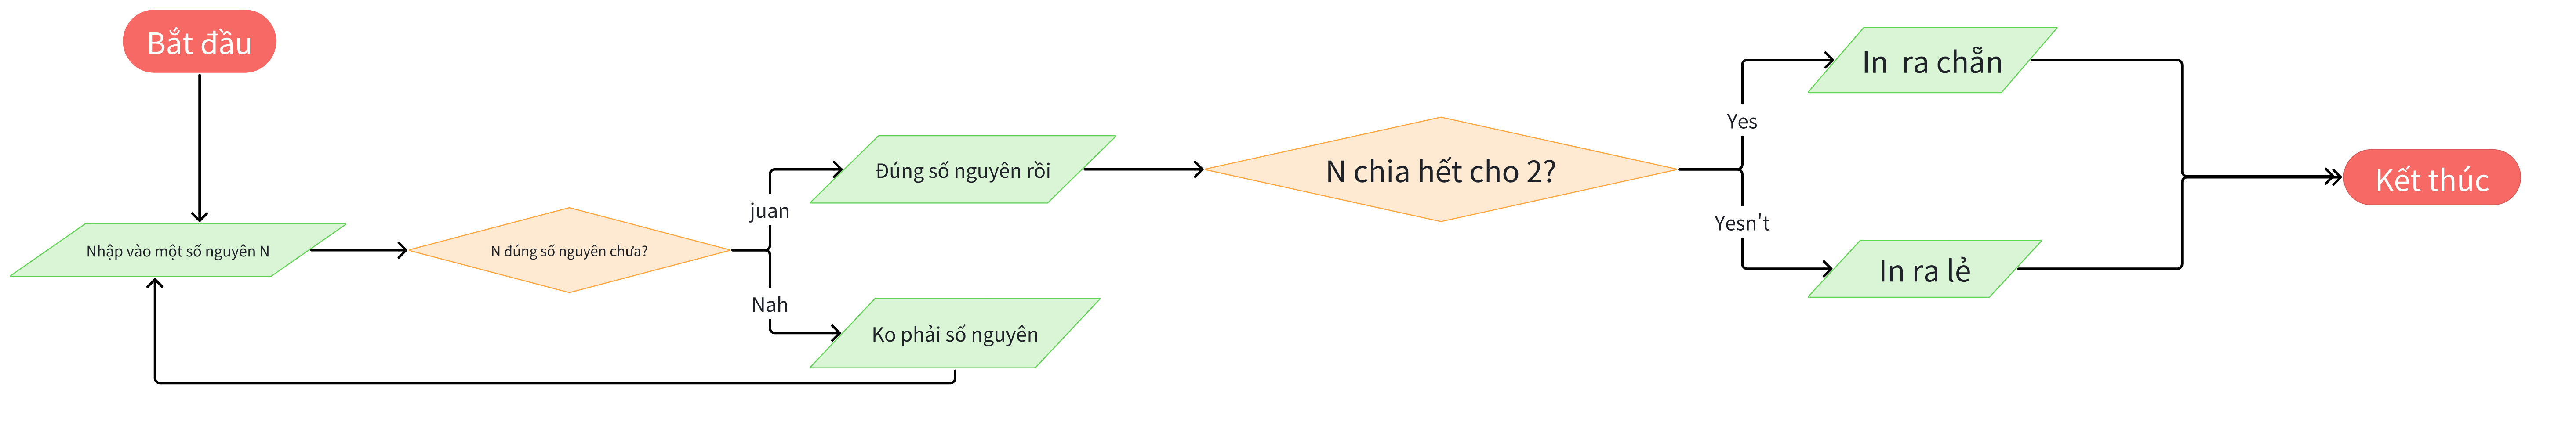 Bắt đầu
Nhập vào một số nguyên N
N đúng số nguyên chưa?
juan
Đúng số nguyên rồi
Nah
Ko phải số nguyên
N chia hết cho 2?
Yes
In  ra chẵn
Yesn't
In ra lẻ
Kết thúc